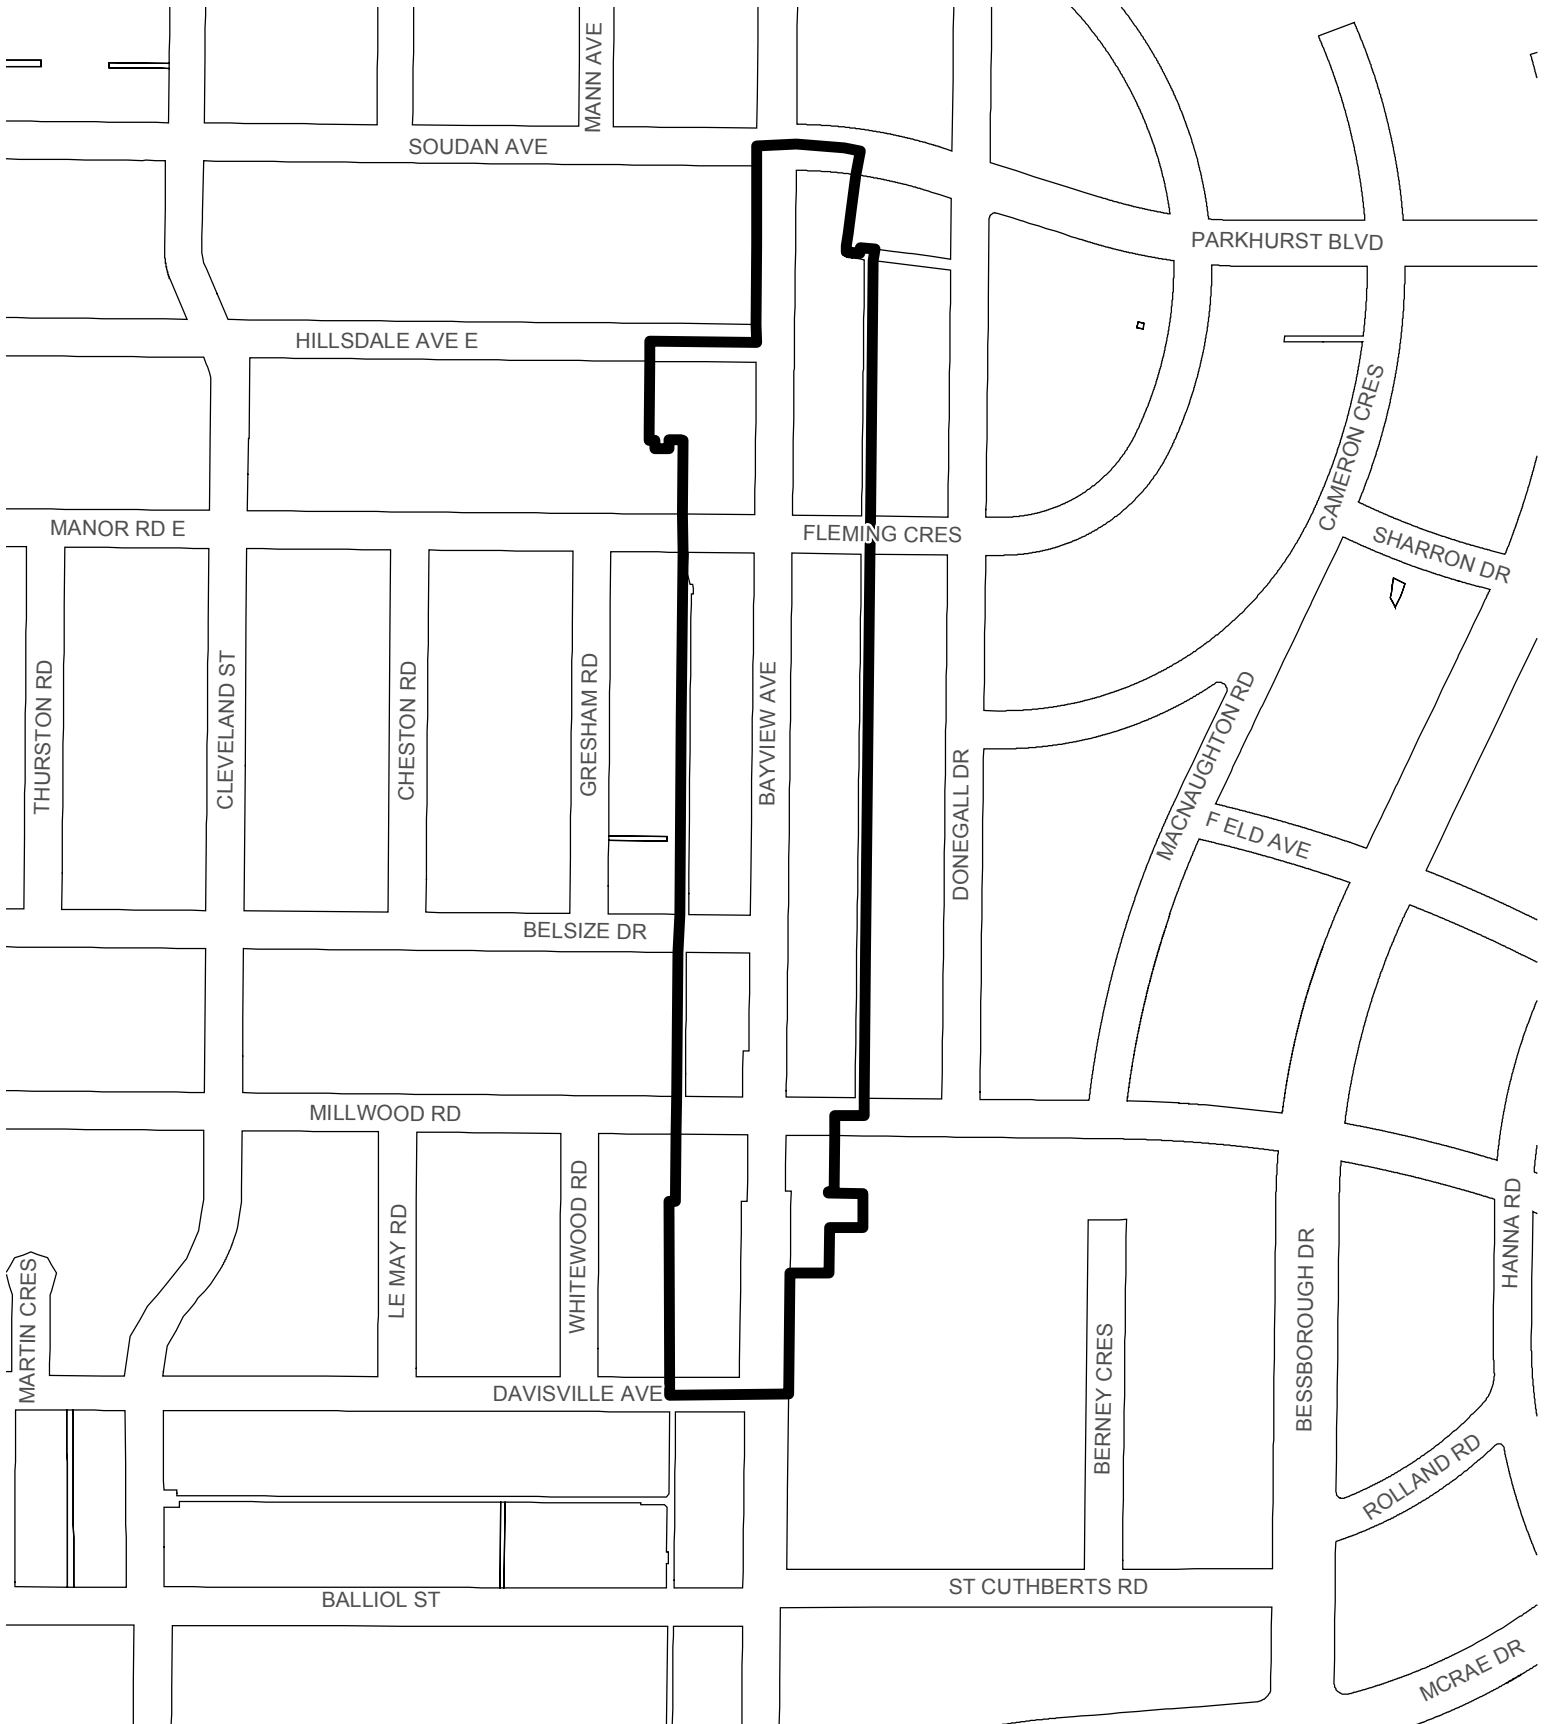 MANN AVE
SOUDAN AVE
PARKHURST BLVD
HILLSDALE AVE E
CAMERON CRES
MANOR RD E
FLEMING CRES
SHARRON DR
THURSTON RD
CLEVELAND ST
CHESTON RD
GRESHAM RD
BAYVIEW AVE
DONEGALL DR
MACNAUGHTON RD
F ELD AVE
BELSIZE DR
MILLWOOD RD
MARTIN CRES
LE MAY RD
WHITEWOOD RD
BERNEY CRES
BESSBOROUGH DR
HANNA RD
DAVISVILLE AVE
ROLLAND RD
BALLIOL ST
ST CUTHBERTS RD
MCRAE DR